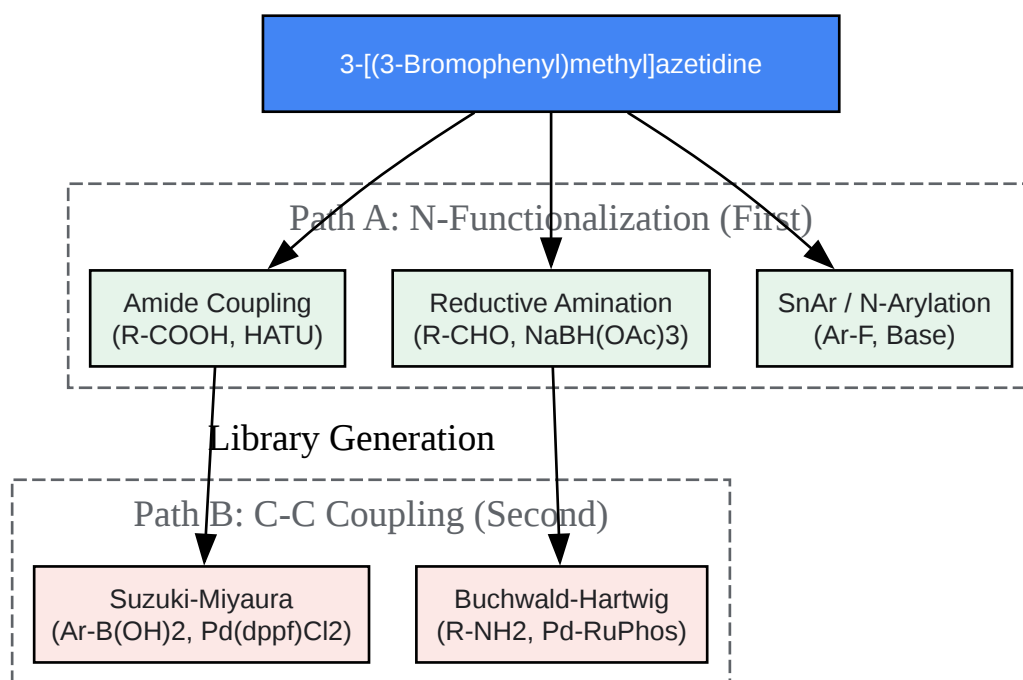 3-[(3-Bromophenyl)methyl]azetidine
Path A: N-Functionalization (First)
Amide Coupling
(R-COOH, HATU)
Reductive Amination
(R-CHO, NaBH(OAc)3)
SnAr / N-Arylation
(Ar-F, Base)
Library Generation
Path B: C-C Coupling (Second)
Suzuki-Miyaura
(Ar-B(OH)2, Pd(dppf)Cl2)
Buchwald-Hartwig
(R-NH2, Pd-RuPhos)